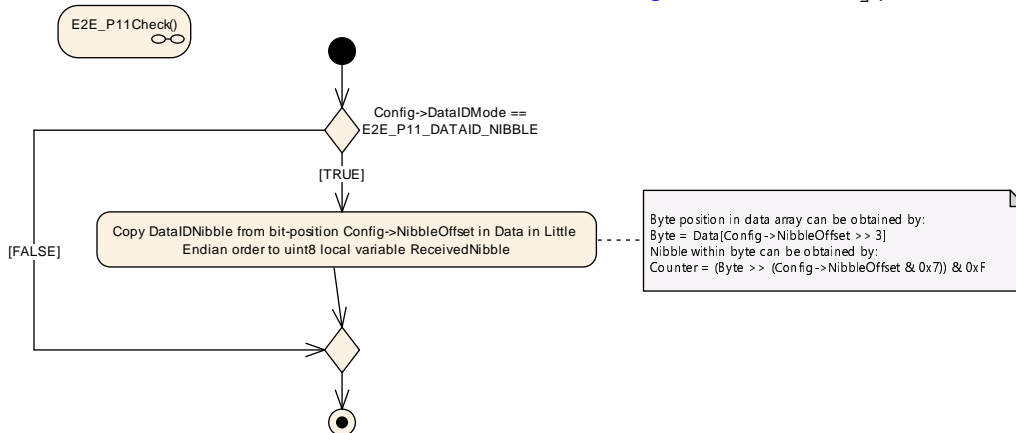 E2E_P11Check()
Config->DataIDMode ==
E2E_P11_DATAID_NIBBLE
[TRUE]
Copy DataIDNibble from bit-position Config->NibbleOffset in Data in Little
Endian order to uint8 local variable ReceivedNibble
Byte position in data array can be obtained by:
Byte = Data[Config->NibbleOffset >> 3]
Nibble within byte can be obtained by:
Counter = (Byte >> (Config->NibbleOffset & 0x7)) & 0xF
[FALSE]